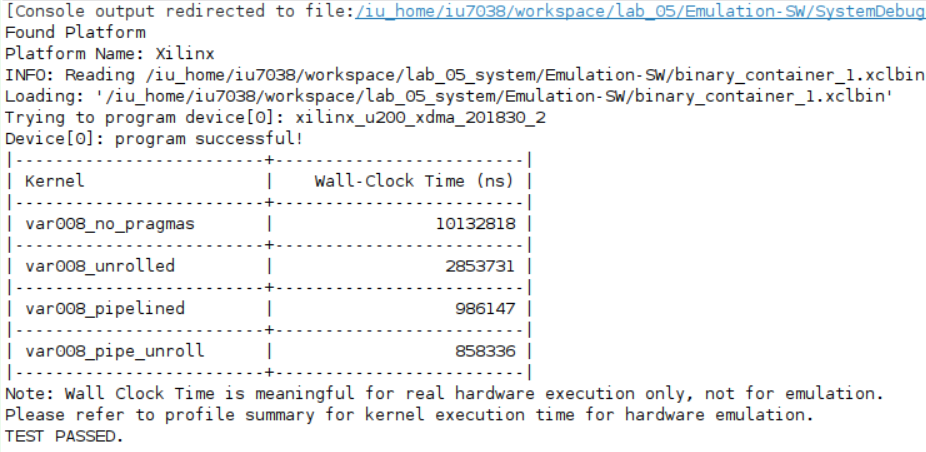 [Console output redirected to file:/iu_home/iu7038/workspace/lab_05/Emulation-SW/SystemDebug
Found Platform
Platform Name: Xilinx
INFO: Reading /iu_home/iu7038/workspace/lab_05_system/Emulation-SW/binary_container_1.xclbin
Loading: '/iu_home/iu7038/workspace/lab_05_system/Emulation-SW/binary_container_1.xclbin'
Trying to program device[0]: xilinx_u200_xdma_201830_2
Device[0]: program successful!
|-------------------------+-------------------------|
| Kernel                  |    Wall-Clock Time (ns) |
|-------------------------+-------------------------|
| var008_no_pragmas       |                10132818 |
|-------------------------+-------------------------|
| var008_unrolled         |                 2853731 |
|-------------------------+-------------------------|
| var008_pipelined        |                  986147 |
|-------------------------+-------------------------|
| var008_pipe_unroll      |                  858336 |
|-------------------------+-------------------------|
Note: Wall Clock Time is meaningful for real hardware execution only, not for emulation.
Please refer to profile summary for kernel execution time for hardware emulation.
TEST PASSED.